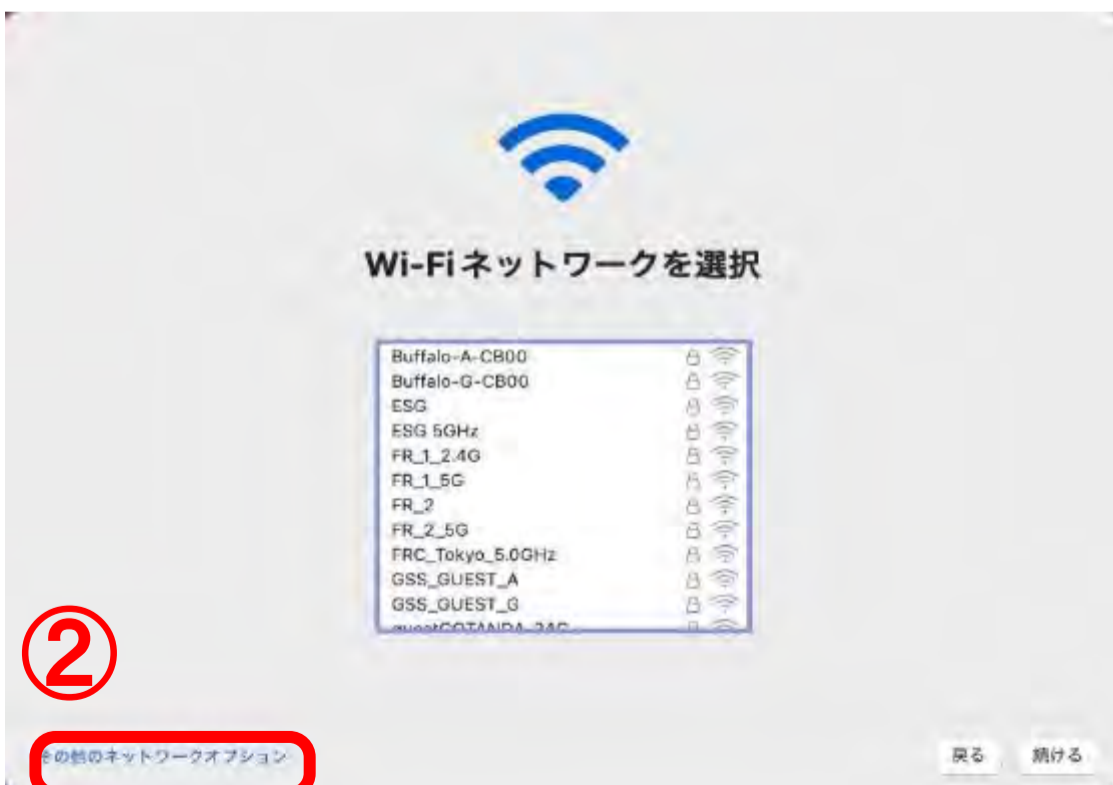 Wi-Fiネットワークを選択
Buffalo-A-CB00
Buffalo-G-CB00
ESG
ESG 5GHz
FR_1_2.4G
FR_1_5G
FR_2
FR_2_5G
FRC_Tokyo_5.0GHz
GSS_GUEST_A
GSS_GUEST_G
②
その他のネットワークオプション
戻る 続ける